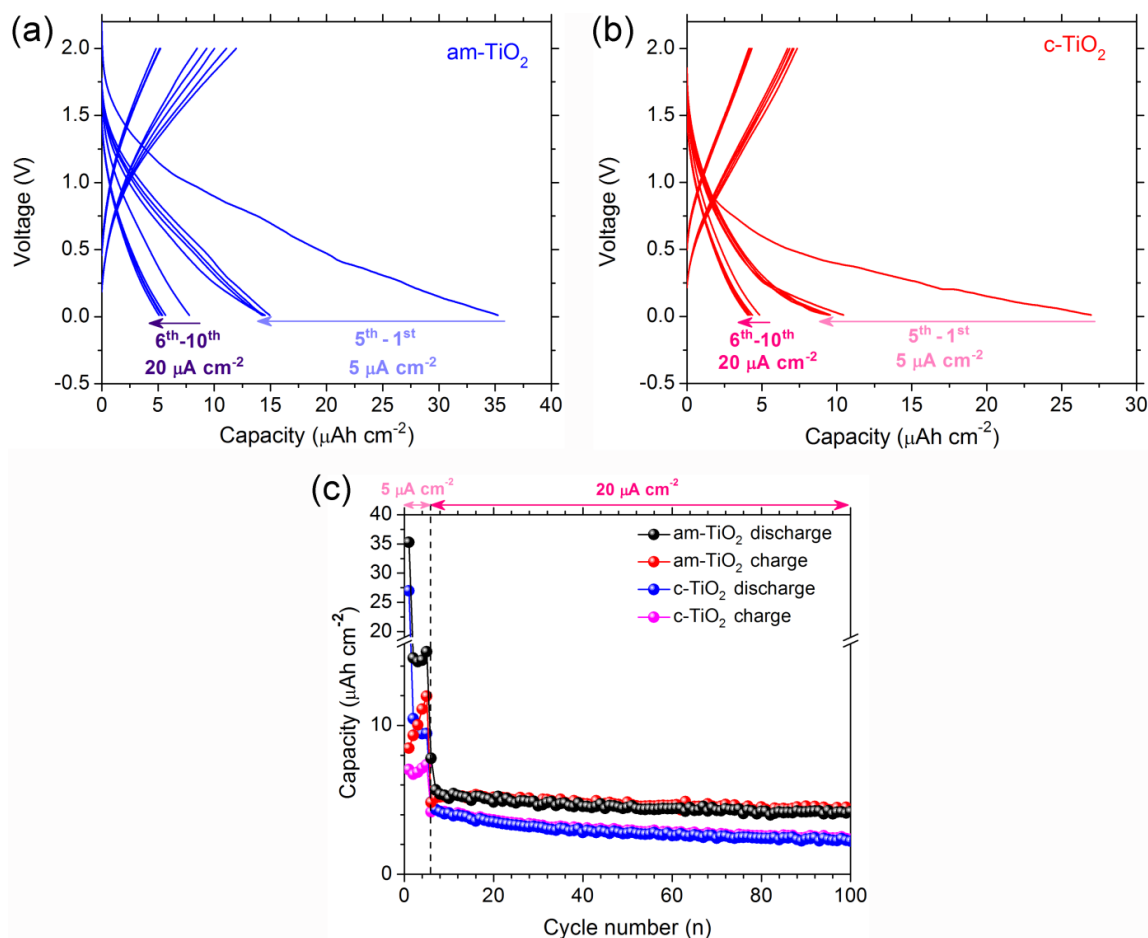 (a)
am-TiO₂
2.0
1.5
1.0
0.5
0.0
-0.5
Voltage (V)
6th-10th
20 µA cm⁻²
5th - 1st
5 µA cm⁻²
0 5 10 15 20 25 30 35 40
Capacity (µAh cm⁻²)
(b)
c-TiO₂
2.0
1.5
1.0
0.5
0.0
-0.5
Voltage (V)
6th-10th
20 µA cm⁻²
5th - 1st
5 µA cm⁻²
0 5 10 15 20 25 30
Capacity (µAh cm⁻²)
(c)
5 µA cm⁻²
20 µA cm⁻²
40
35
30
25
20
10
0
Capacity (µAh cm⁻²)
am-TiO₂ discharge
am-TiO₂ charge
c-TiO₂ discharge
c-TiO₂ charge
0 20 40 60 80 100
Cycle number (n)